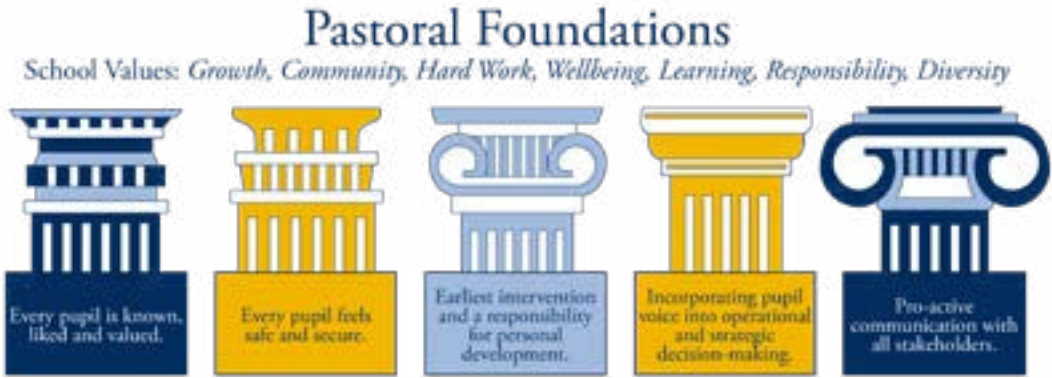 Pastoral Foundations
School Values: Growth, Community, Hard Work, Wellbeing, Learning, Responsibility, Diversity
Every pupil is known,
liked and valued.
Every pupil feels
safe and secure.
Earliest intervention
and a responsibility
for personal
development.
Incorporating pupil
voice into operational
and strategic
decision-making.
Pro-active
communication with
all stakeholders.